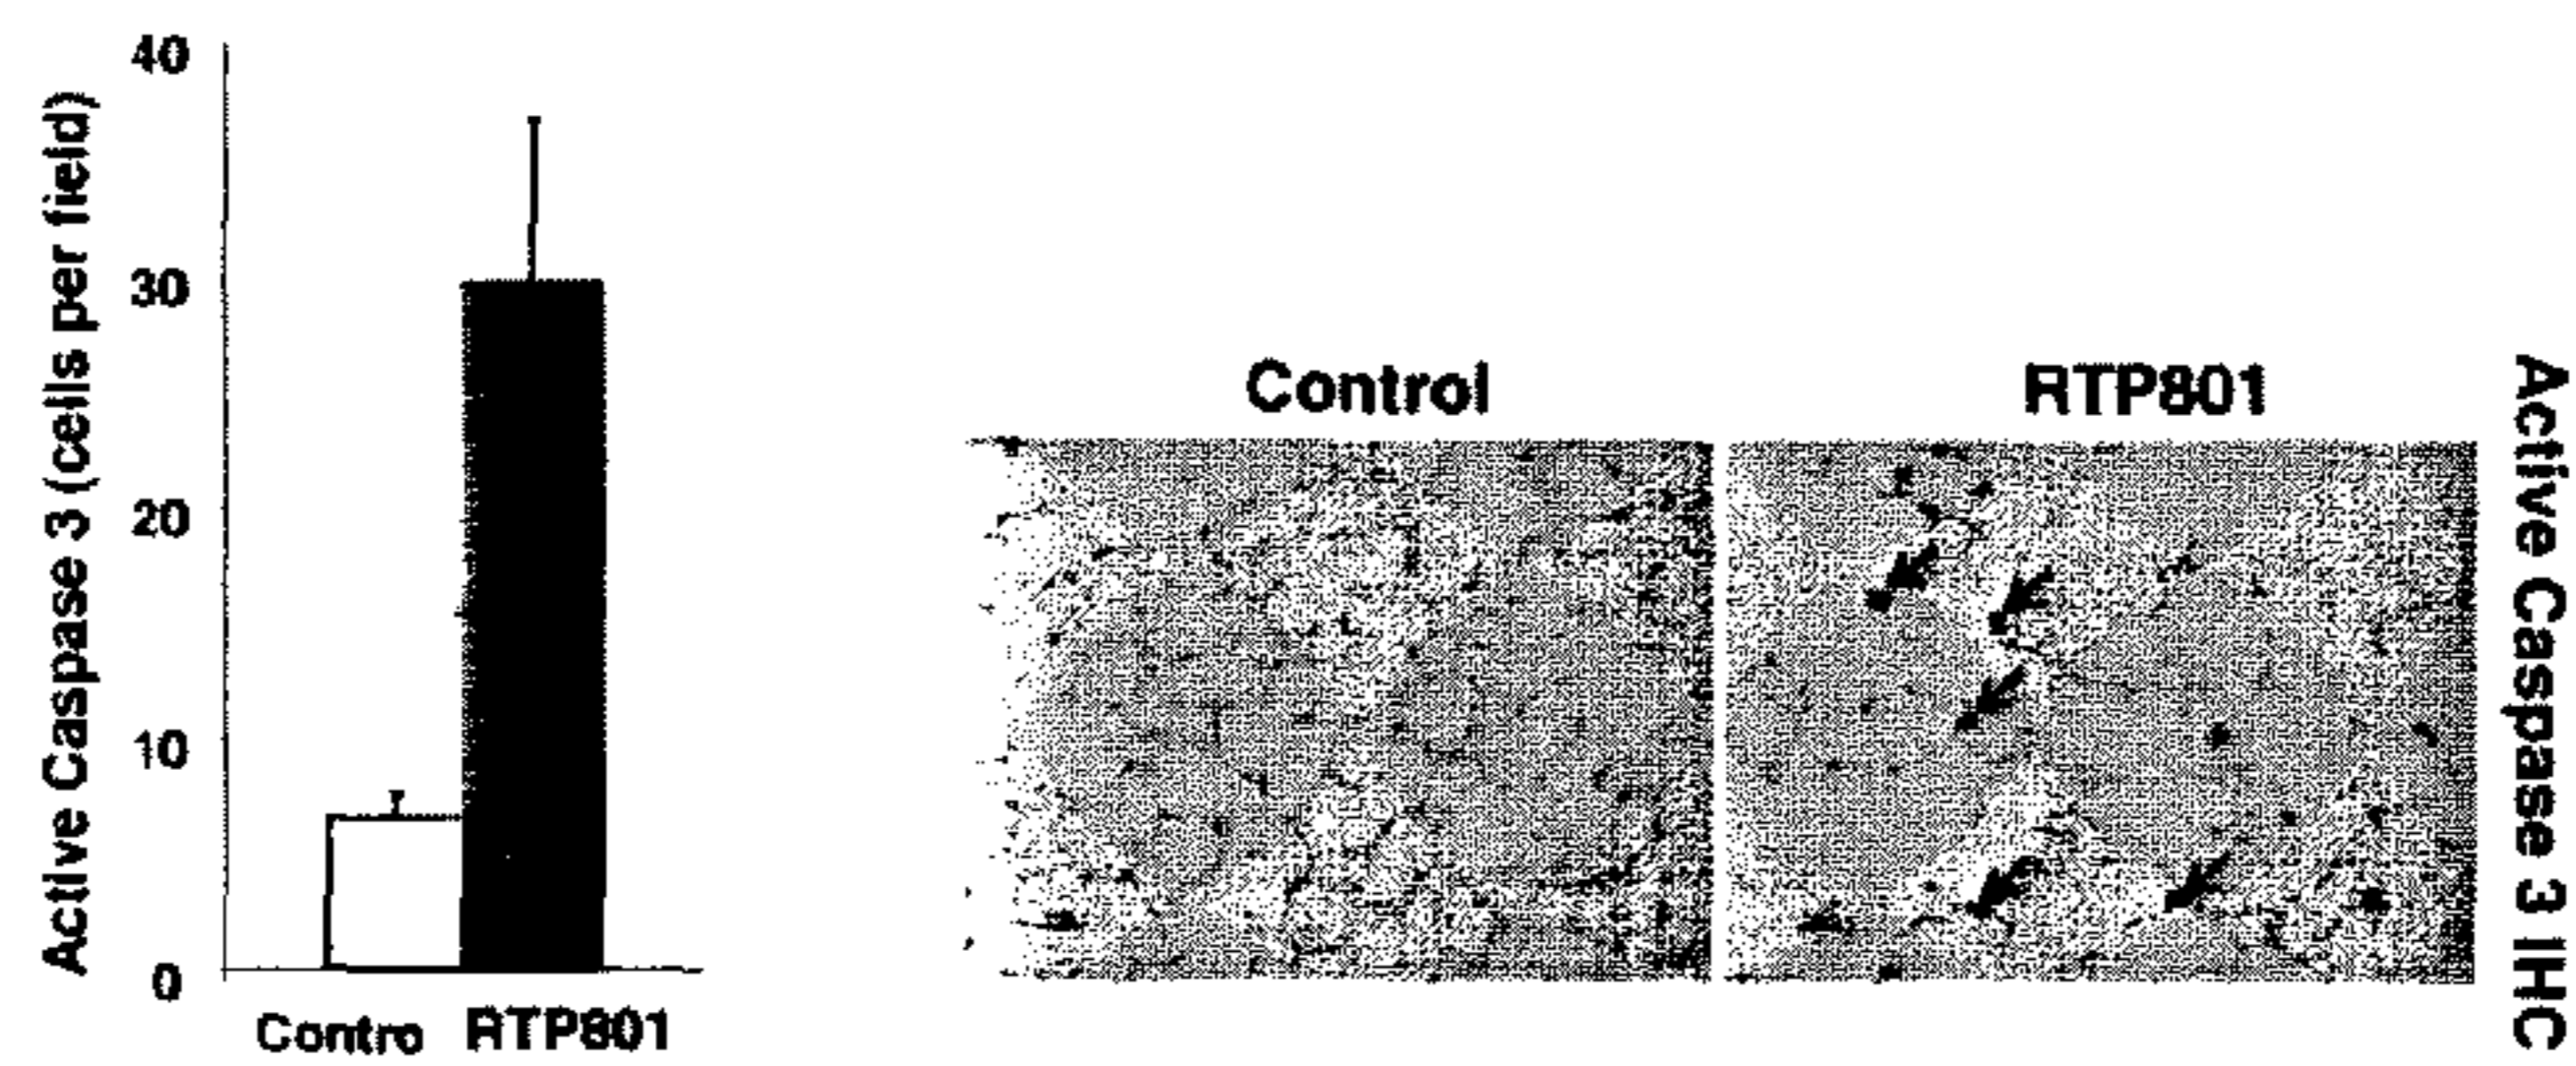 Active Caspase 3 (cells per field)
40
30
20
10
0
Contro
RTP801
Control
RTP801
Active Caspase 3 IHC